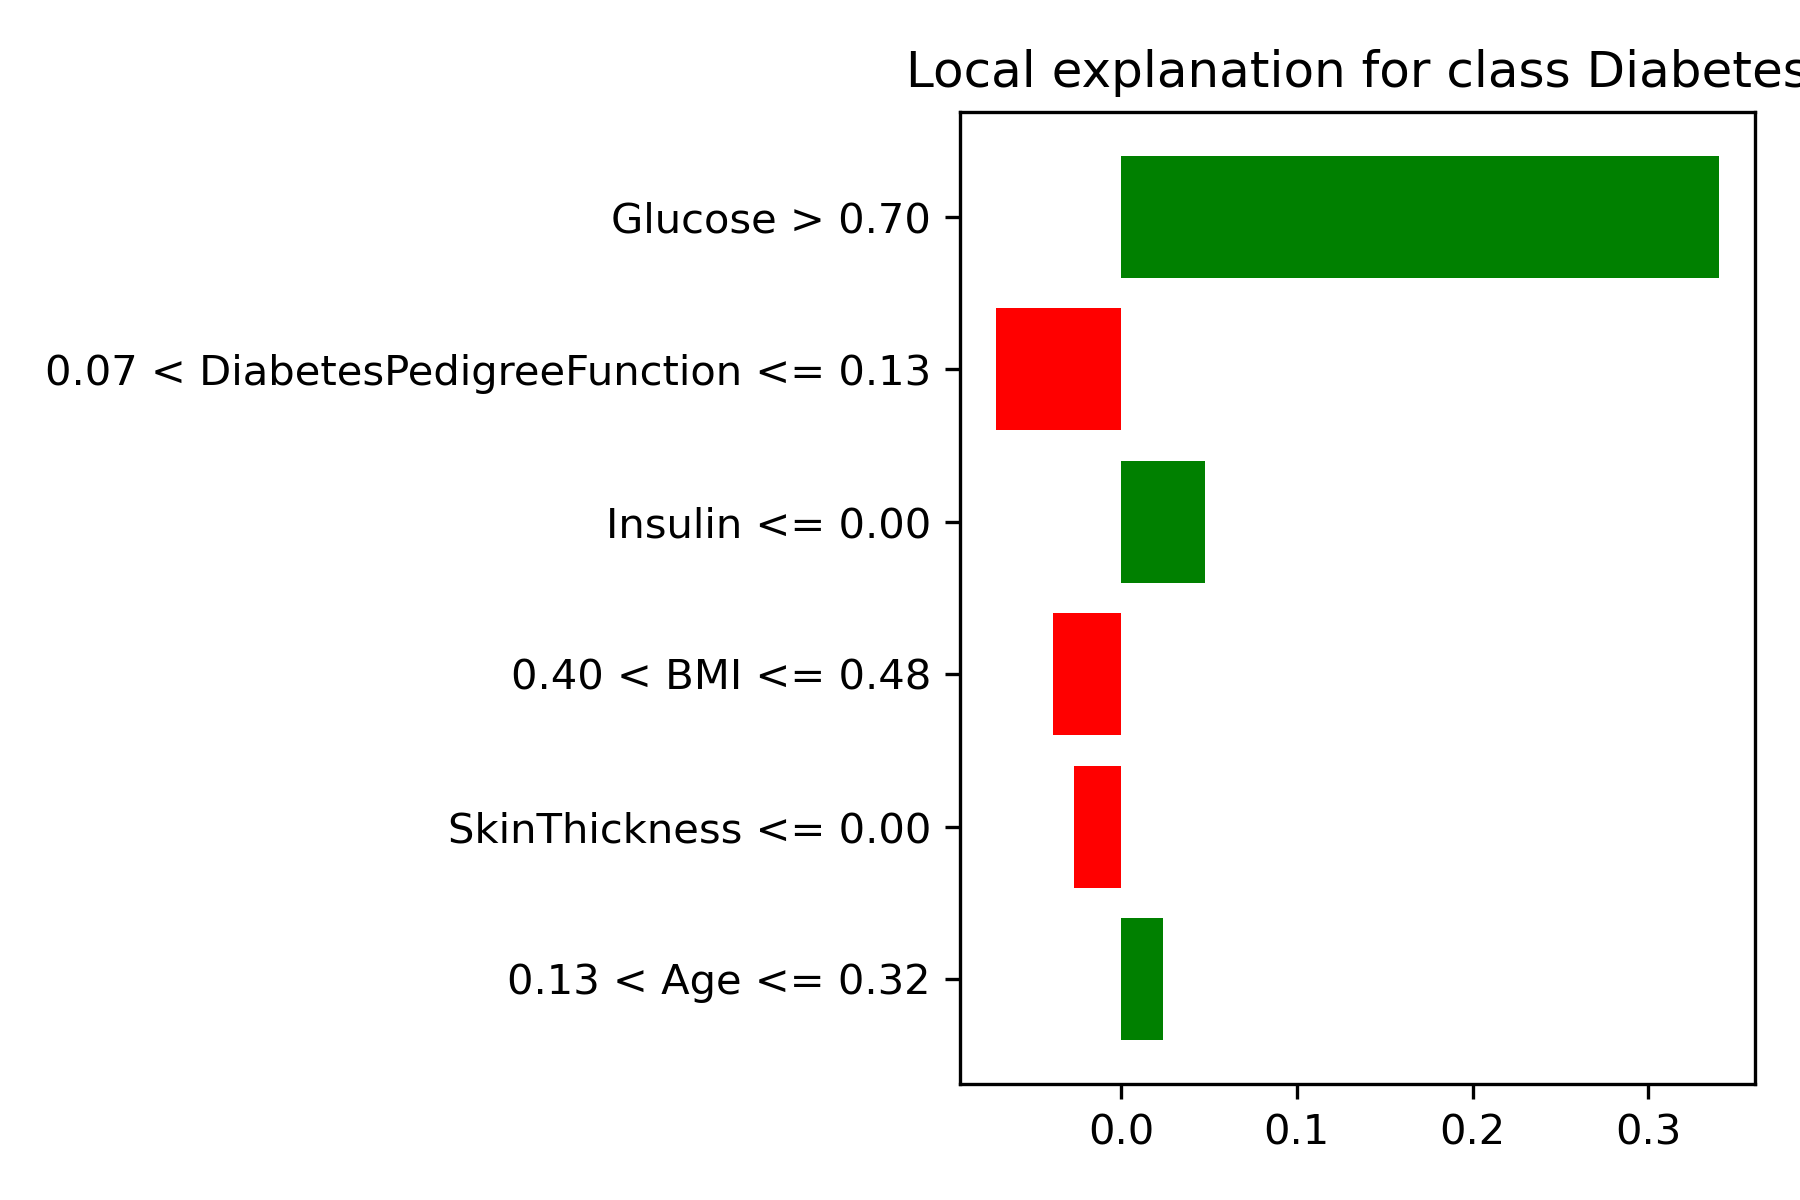 Local explanation for class Diabetes
Glucose > 0.70
0.07 < DiabetesPedigreeFunction <= 0.13
Insulin <= 0.00
0.40 < BMI <= 0.48
SkinThickness <= 0.00
0.13 < Age <= 0.32
0.0 0.1 0.2 0.3